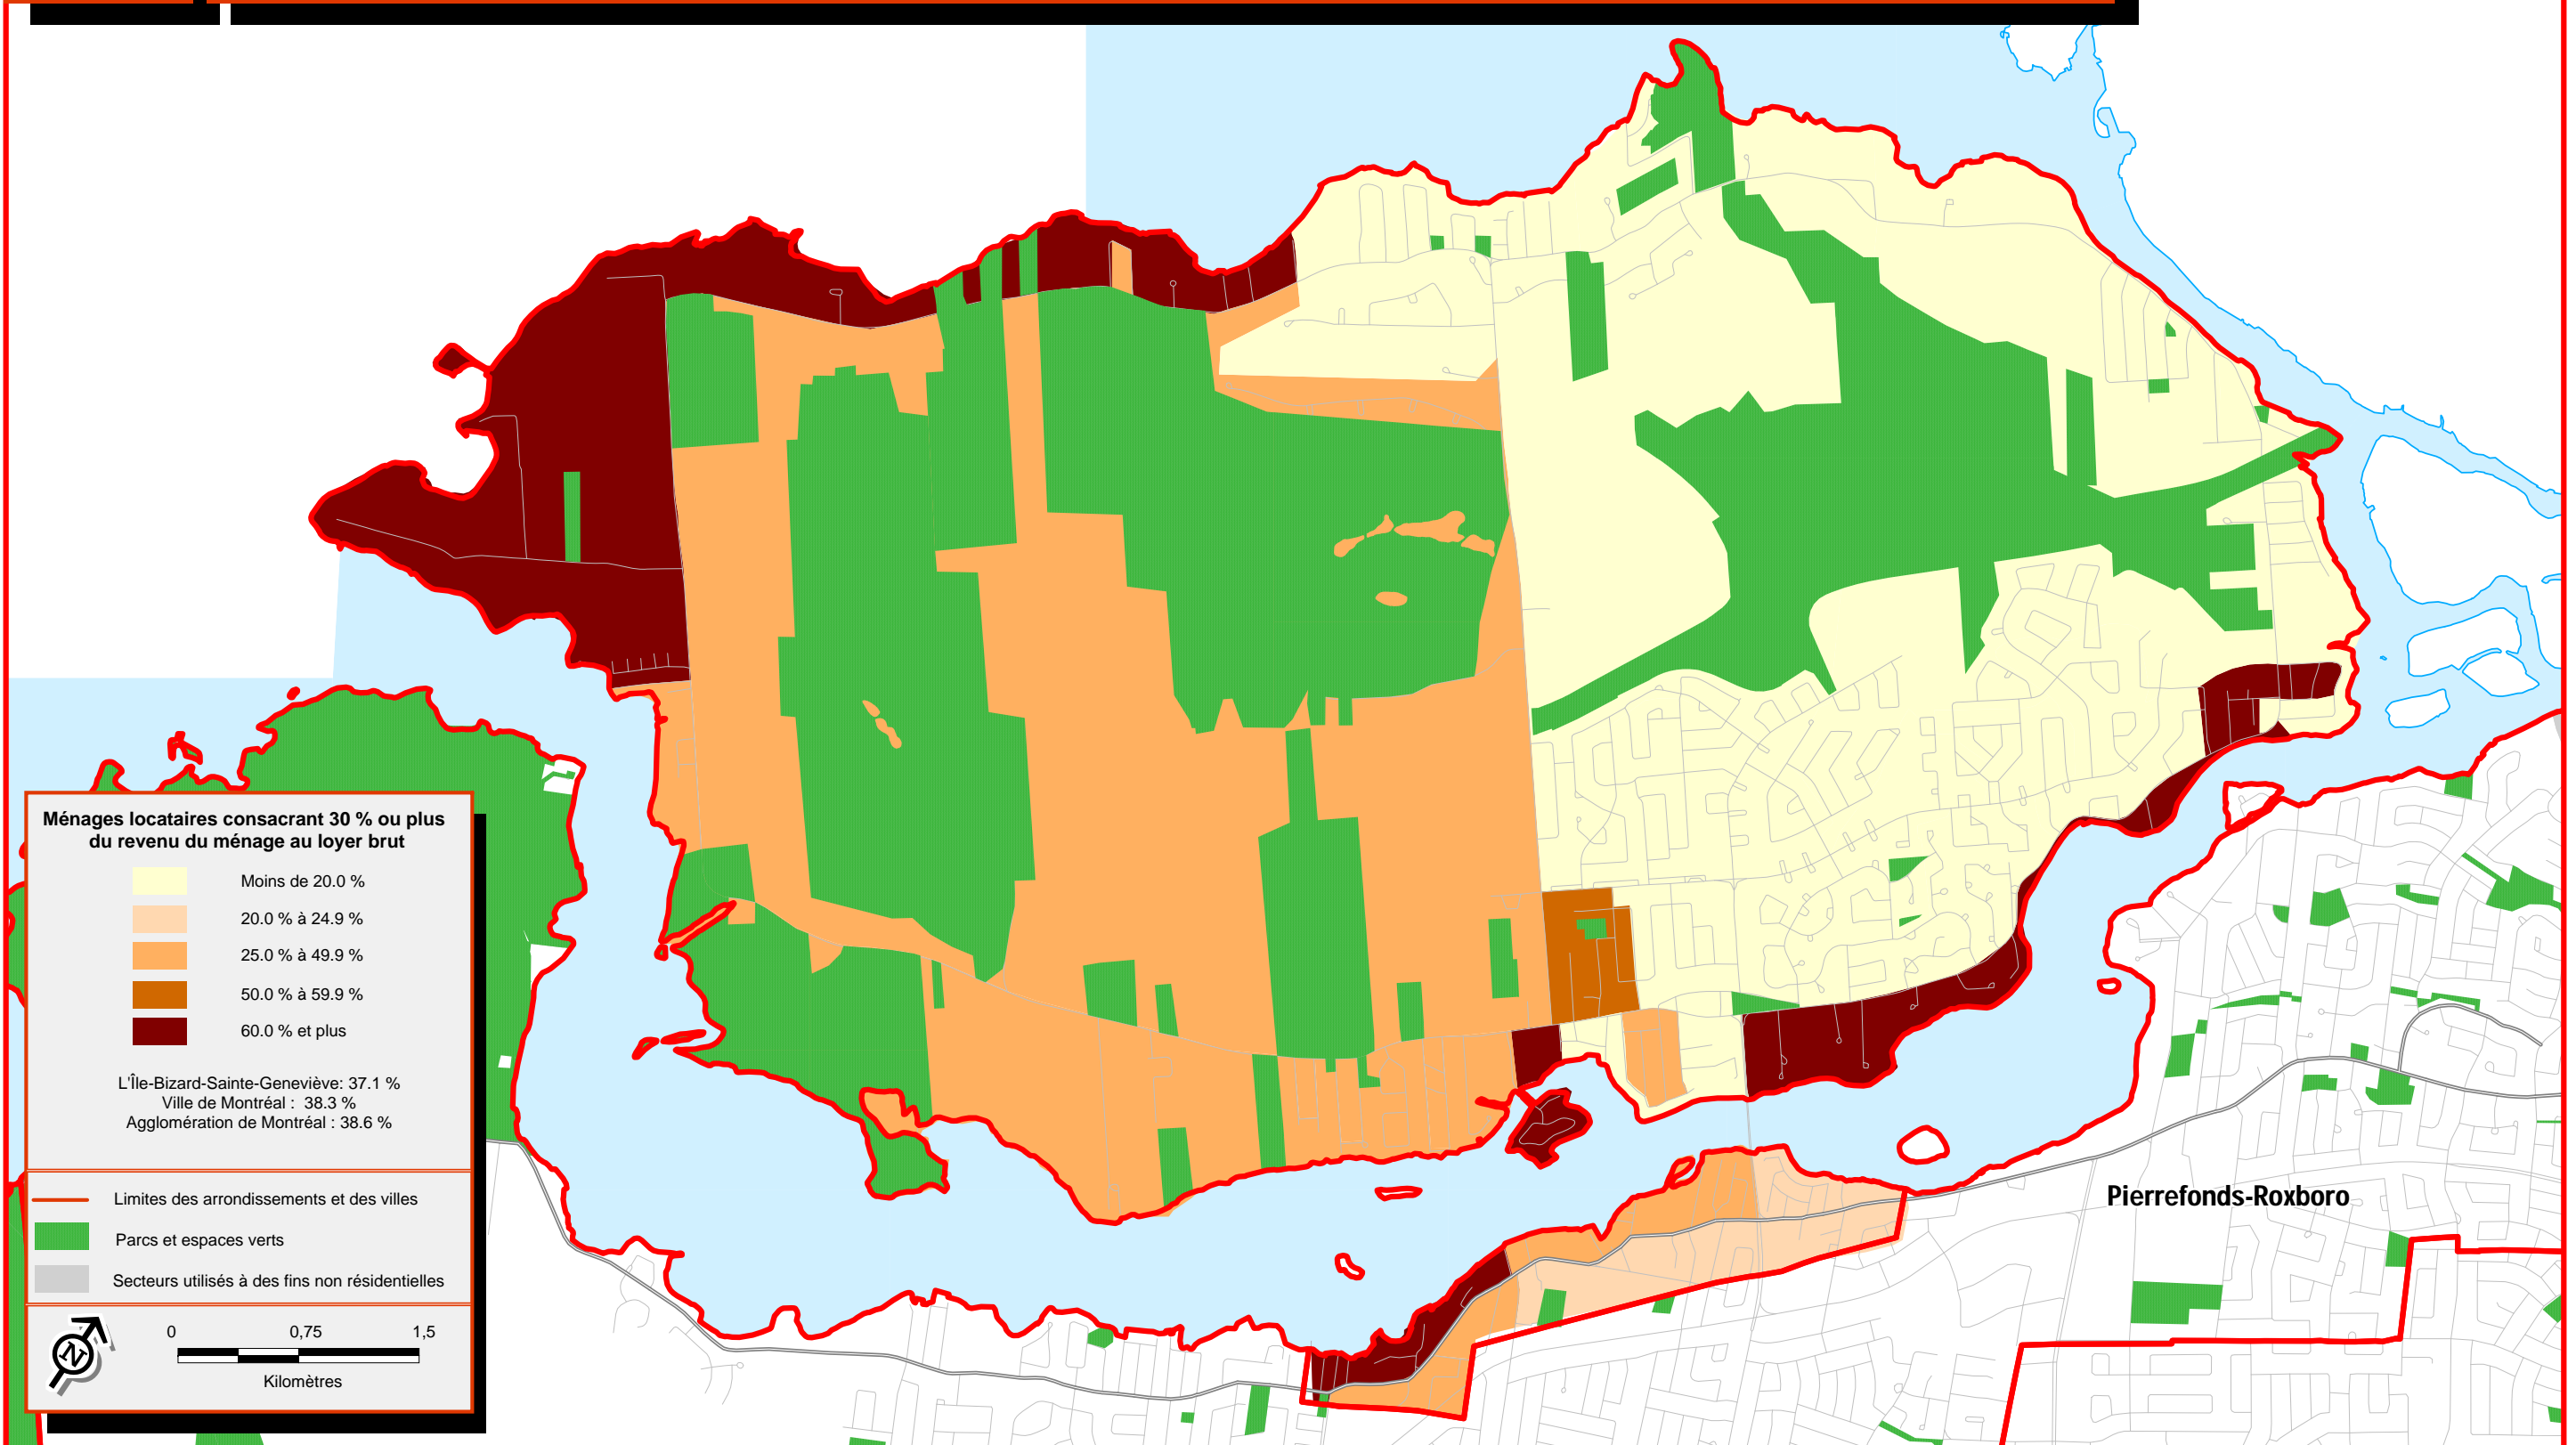 Ménages locataires consacrant 30 % ou plus
du revenu du ménage au loyer brut
Moins de 20.0 %
20.0 % à 24.9 %
25.0 % à 49.9 %
50.0 % à 59.9 %
60.0 % et plus
L'Île-Bizard-Sainte-Geneviève: 37.1 %
Ville de Montréal : 38.3 %
Agglomération de Montréal : 38.6 %
Limites des arrondissements et des villes
Parcs et espaces verts
Secteurs utilisés à des fins non résidentielles
N
0 0,75 1,5
Kilomètres
Pierrefonds-Roxboro